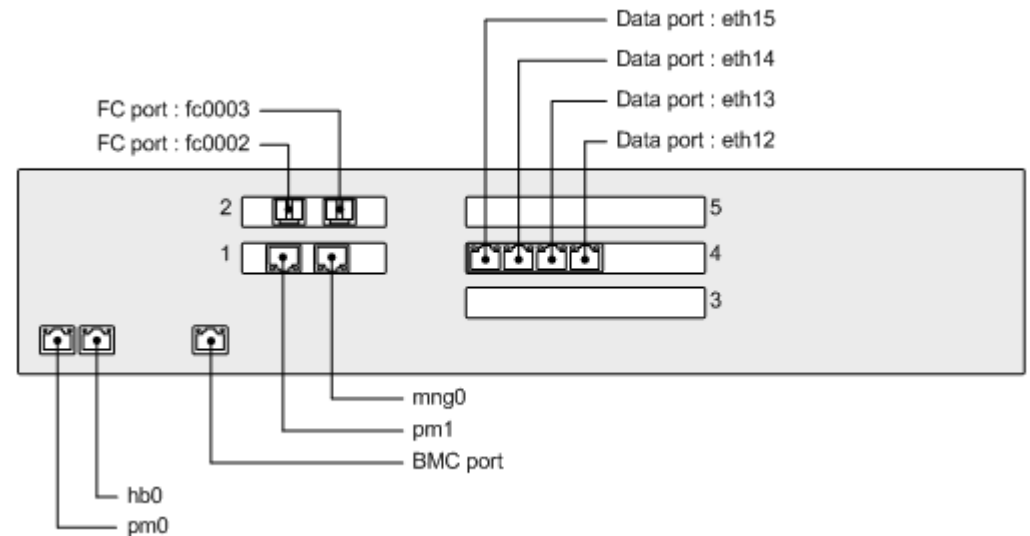 Data port : eth15
Data port : eth14
Data port : eth13
Data port : eth12
FC port : fc0003
FC port : fc0002
2
5
1
4
3
mng0
pm1
BMC port
hb0
pm0